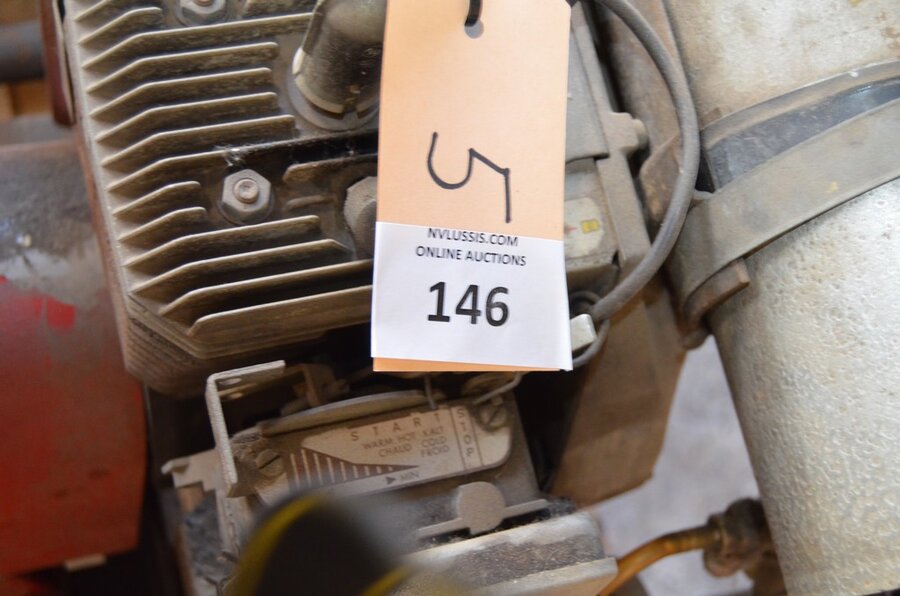 5
NVLUSSIS.COM
ONLINE AUCTIONS
146
START
WARM HOT KALT
CHAUD COLD
FROID
STOP
MIN